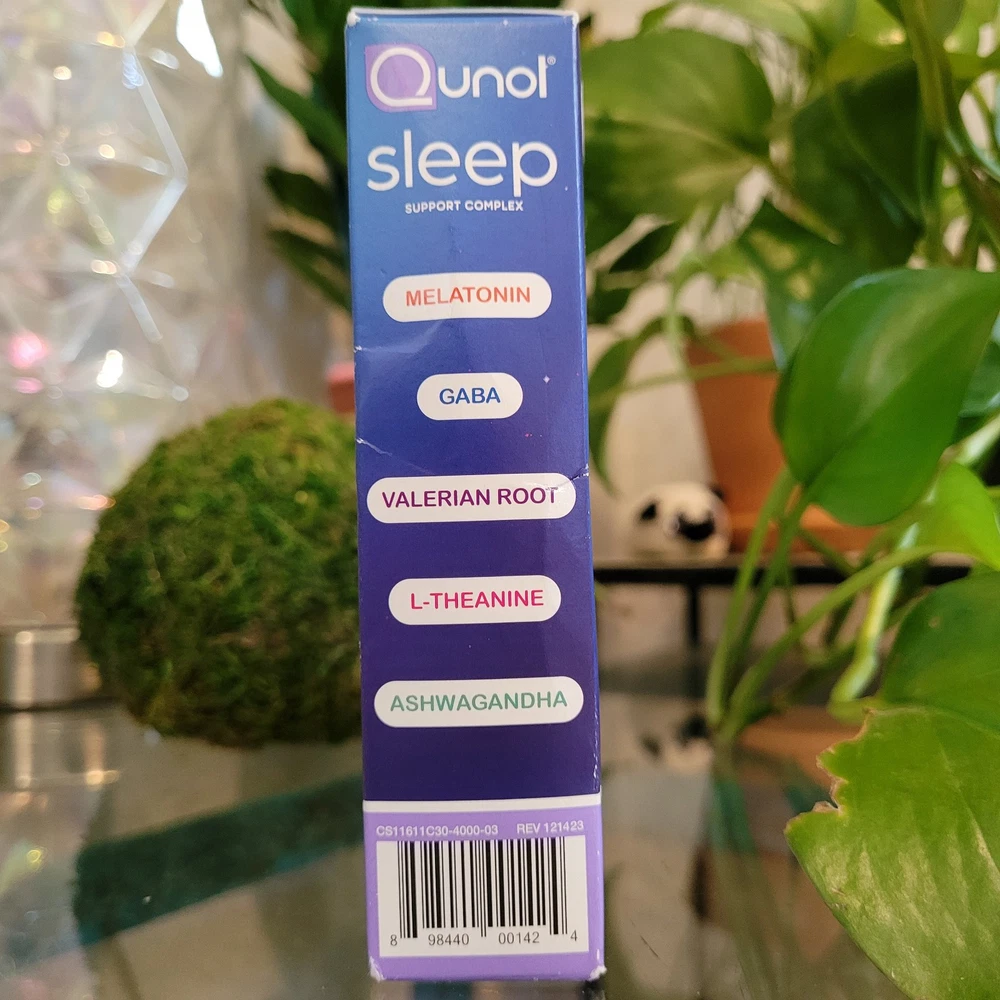 Qunol®
sleep
SUPPORT COMPLEX
MELATONIN
GABA
VALERIAN ROOT
L-THEANINE
ASHWAGANDHA
CS11611C30-4000-03 REV 121423
8 98440 00142 4